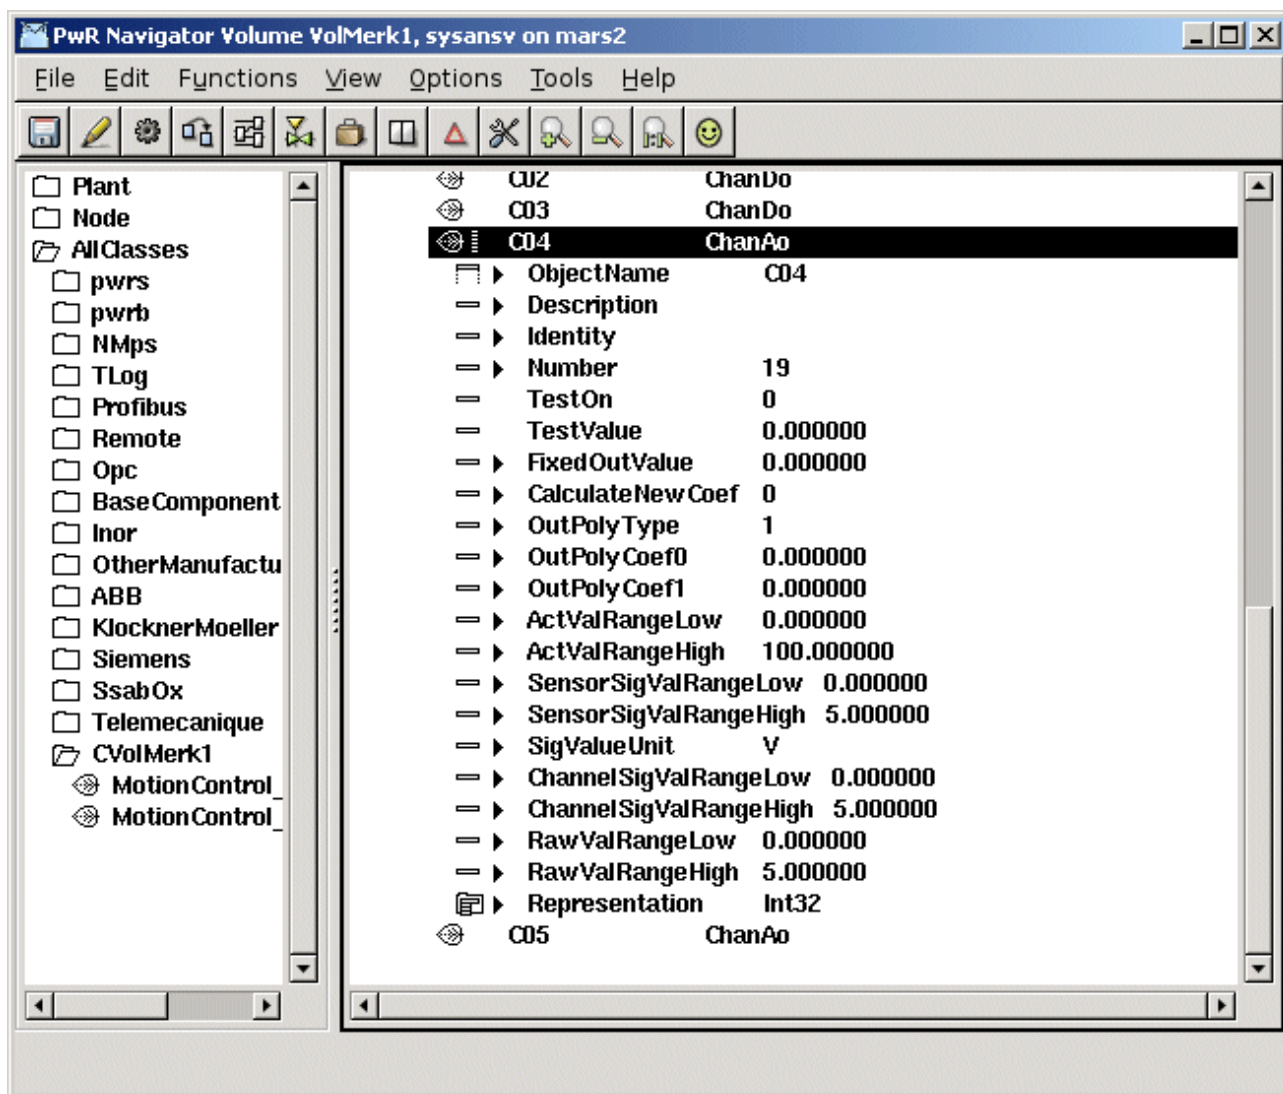 PwR Navigator Volume VolMerk1, sysansv on mars2
File Edit Functions View Options Tools Help
Plant
Node
AllClasses
pwrs
pwrb
NMps
TLog
Profibus
Remote
Opc
BaseComponent
Inor
OtherManufactu
ABB
KlocknerMoeller
Siemens
SsabOx
Telemecanique
CVolMerk1
MotionControl_
MotionControl_
C02 ChanDo
C03 ChanDo
C04 ChanAo
ObjectName C04
Description
Identity
Number 19
TestOn 0
TestValue 0.000000
FixedOutValue 0.000000
CalculateNewCoef 0
OutPolyType 1
OutPolyCoef0 0.000000
OutPolyCoef1 0.000000
ActValRangeLow 0.000000
ActValRangeHigh 100.000000
SensorSigValRangeLow 0.000000
SensorSigValRangeHigh 5.000000
SigValueUnit V
ChannelSigValRangeLow 0.000000
ChannelSigValRangeHigh 5.000000
RawValRangeLow 0.000000
RawValRangeHigh 5.000000
Representation Int32
C05 ChanAo